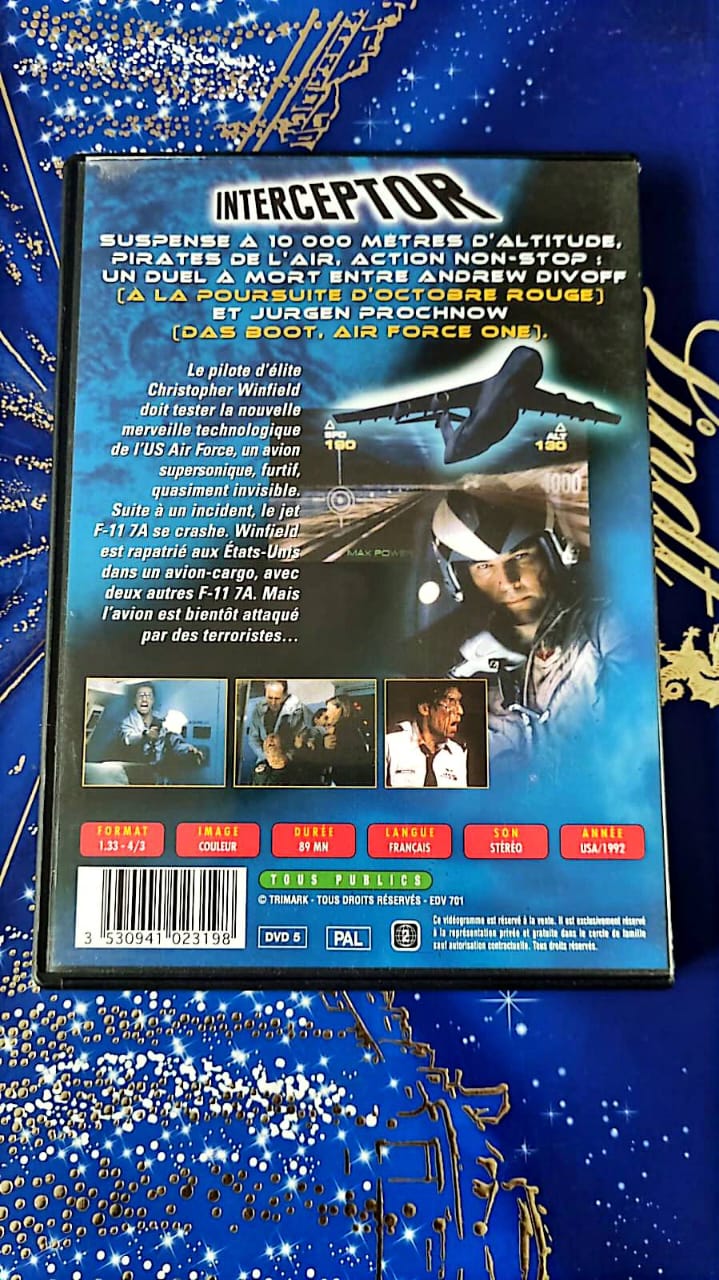 INTERCEPTOR
SUSPENSE À 10 000 MÈTRES D'ALTITUDE,
PIRATES DE L'AIR, ACTION NON-STOP :
UN DUEL A MORT ENTRE ANDREW DIVOFF
(À LA POURSUITE D'OCTOBRE ROUGE)
ET JURGEN PROCHNOW
(DAS BOOT, AIR FORCE ONE).
Le pilote d'élite
Christopher Winfield
doit tester la nouvelle
merveille technologique
de l'US Air Force, un avion
supersonique, furtif,
quasiment invisible.
Suite à un incident, le jet
F-11 7A se crashe. Winfield
est rapatrié aux États-Unis
dans un avion-cargo, avec
deux autres F-11 7A. Mais
l'avion est bientôt attaqué
par des terroristes...
SPD
190
ALT
130
1000
MAX POWER
Lindt
FORMAT
1.33 - 4/3
IMAGE
COULEUR
DURÉE
89 MN
LANGUE
FRANÇAIS
SON
STÉRÉO
ANNÉE
USA/1992
TOUS PUBLICS
© TRIMARK - TOUS DROITS RÉSERVÉS - EDV 701
3 530941 023198
DVD 5
PAL
2
Ce vidéogramme est réservé à la vente. Il est exclusivement réservé
à la représentation privée et gratuite dans le cercle de famille
sauf autorisation contractuelle. Tous droits réservés.